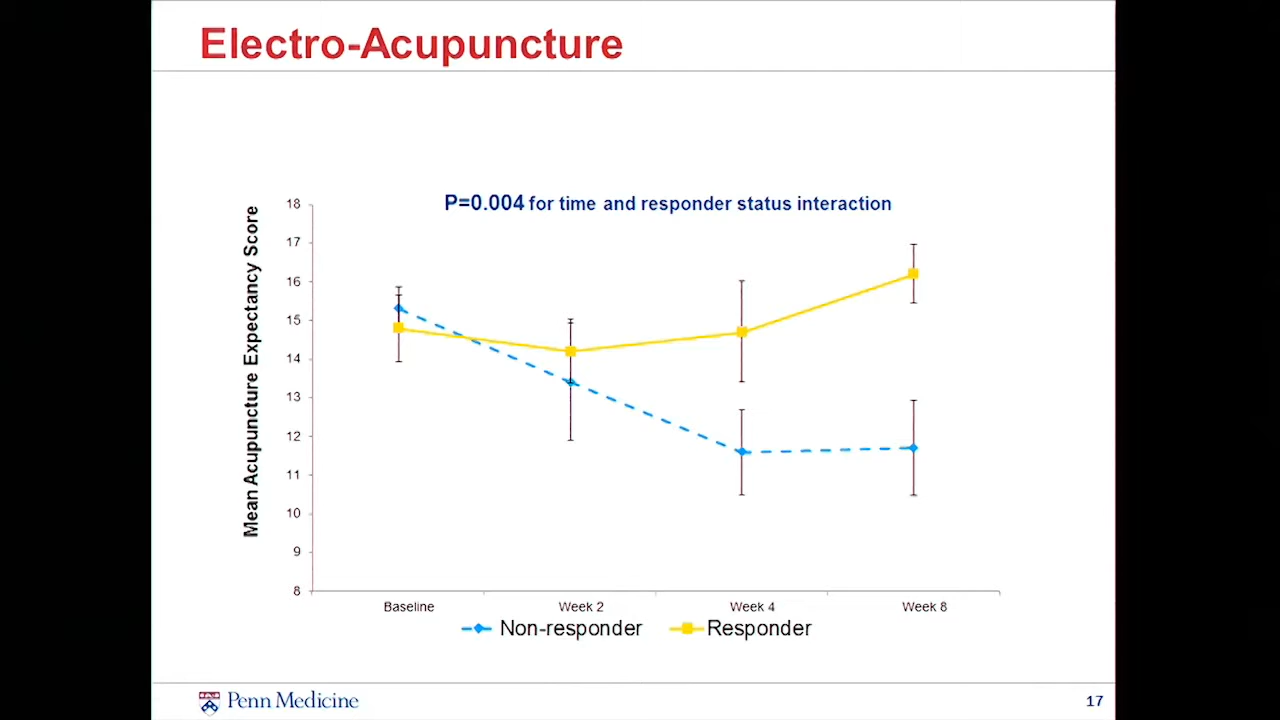 Electro-Acupuncture
P=0.004 for time and responder status interaction
Mean Acupuncture Expectancy Score
18
17
16
15
14
13
12
11
10
9
8
Baseline Week 2 Week 4 Week 8
Non-responder Responder
Penn Medicine
17